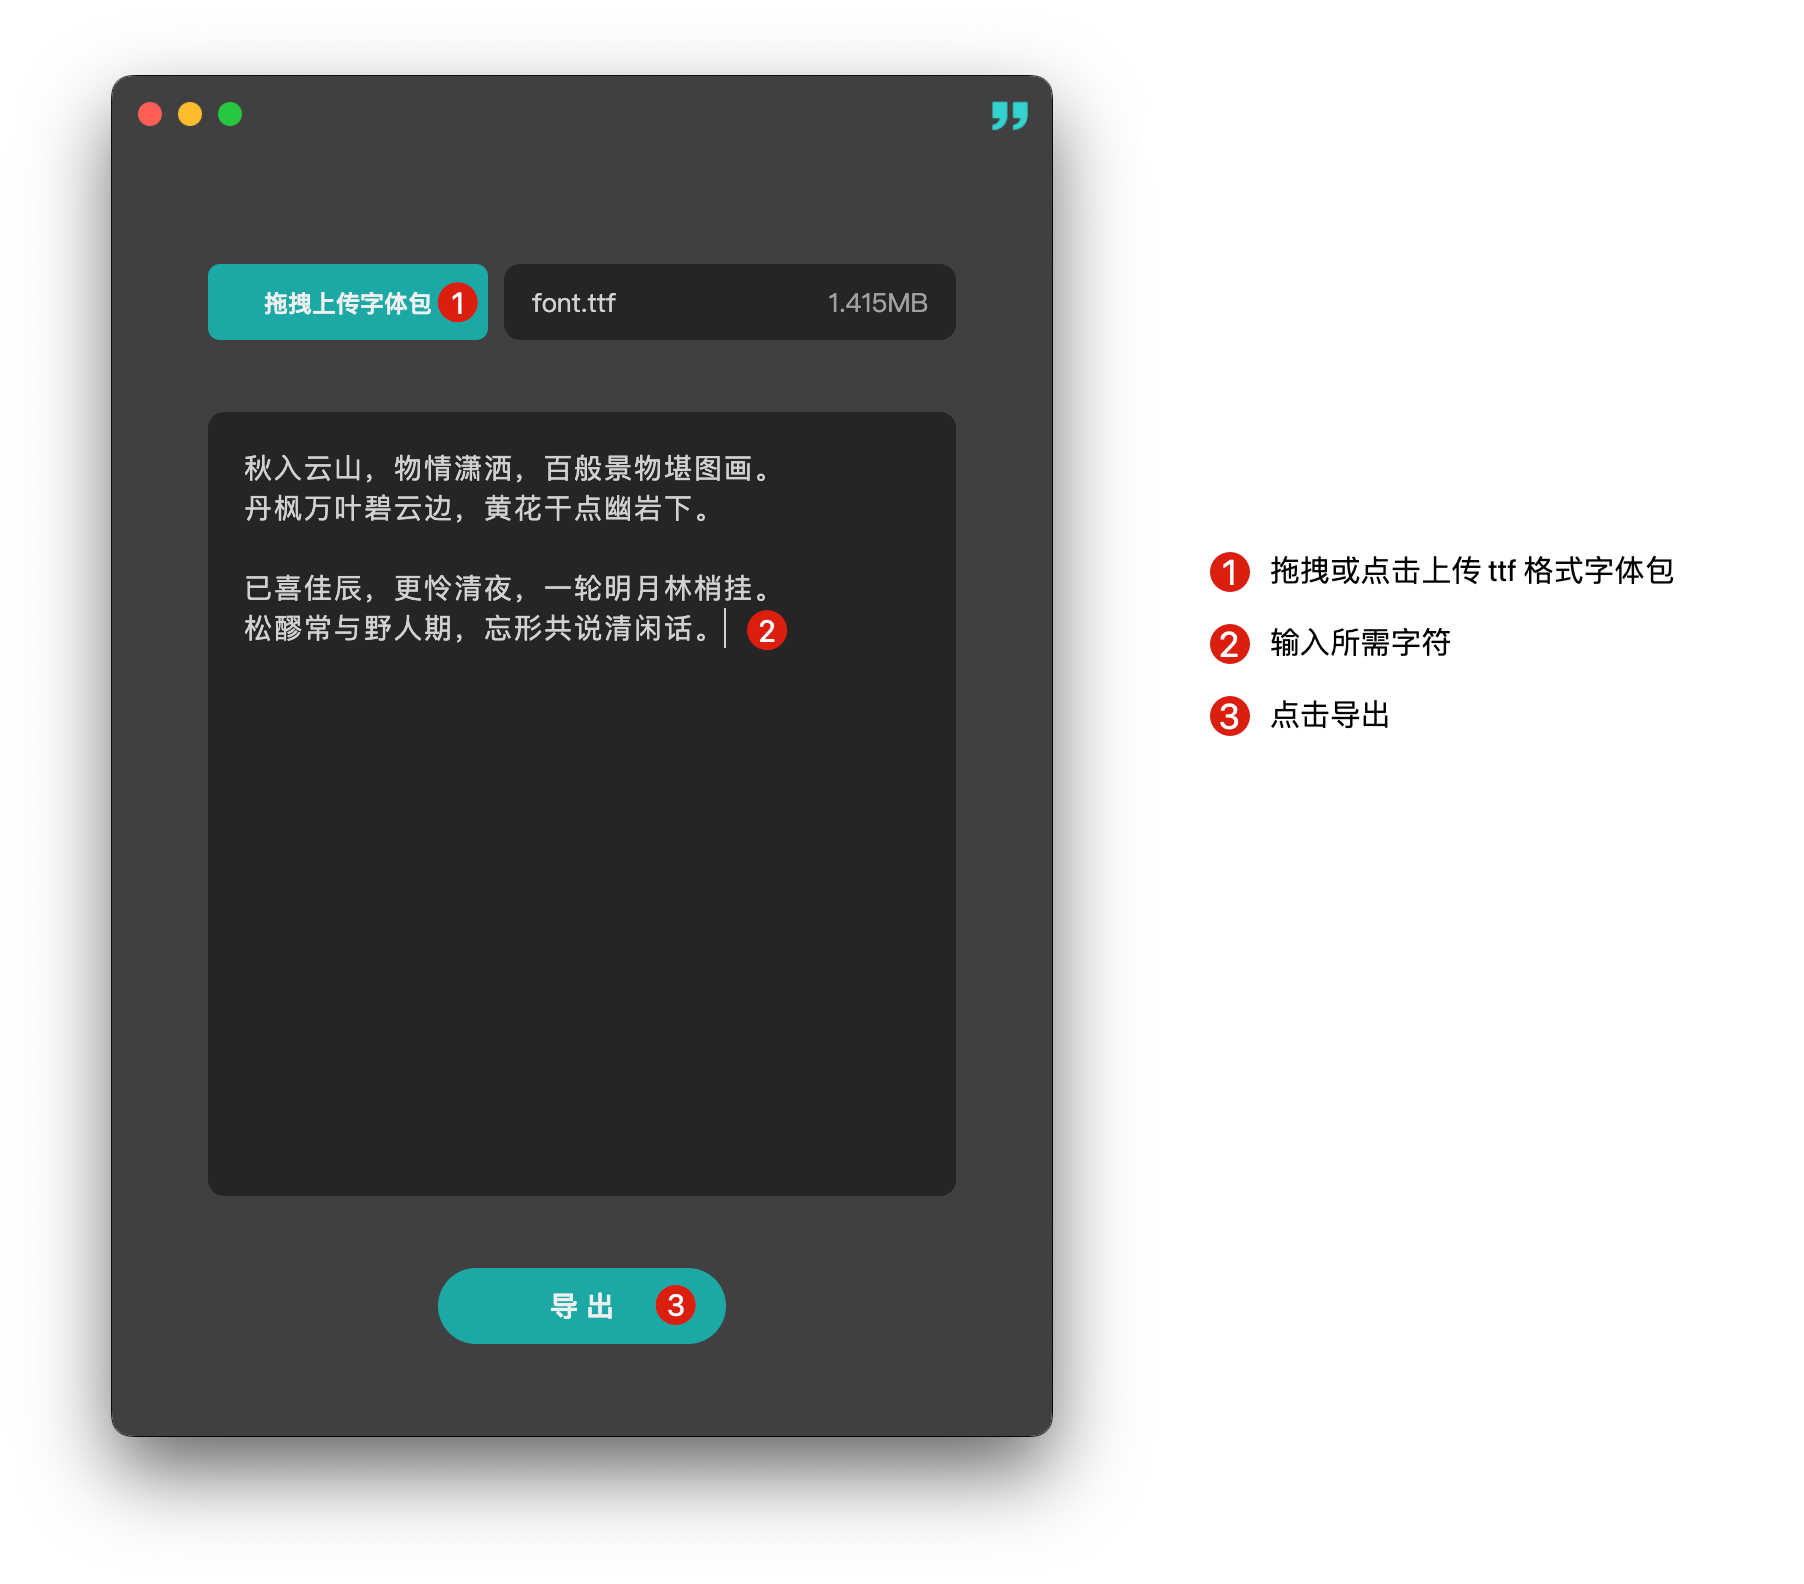 拖拽上传字体包 1
font.ttf 1.415MB
秋入云山，物情潇洒，百般景物堪图画。
丹枫万叶碧云边，黄花干点幽岩下。
已喜佳辰，更怜清夜，一轮明月林梢挂。
松醪常与野人期，忘形共说清闲话。 2
导出 3
1 拖拽或点击上传 ttf 格式字体包
2 输入所需字符
3 点击导出